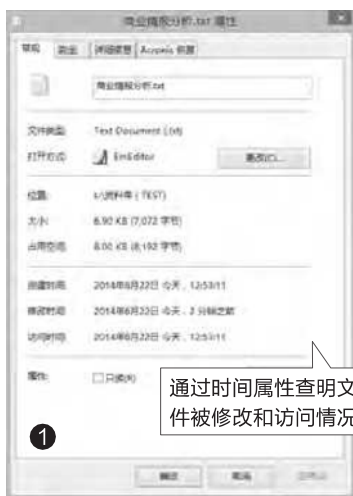 商业情报分析.txt 属性
常规 安全 详细信息 Acronis 恢复
商业情报分析.txt
文件类型: Text Document (.txt)
打开方式: EmEditor 更改(C)...
位置: (TEST)
大小: 6.90 KB (7,072 字节)
占用空间: 8.00 KB (8,192 字节)
创建时间: 2014年6月22日 今天，12:53:11
修改时间: 2014年6月22日 今天，2 分钟之前
访问时间: 2014年6月22日 今天，12:53:11
属性: 只读(R)
通过时间属性查明文
件被修改和访问情况
1
确定 取消